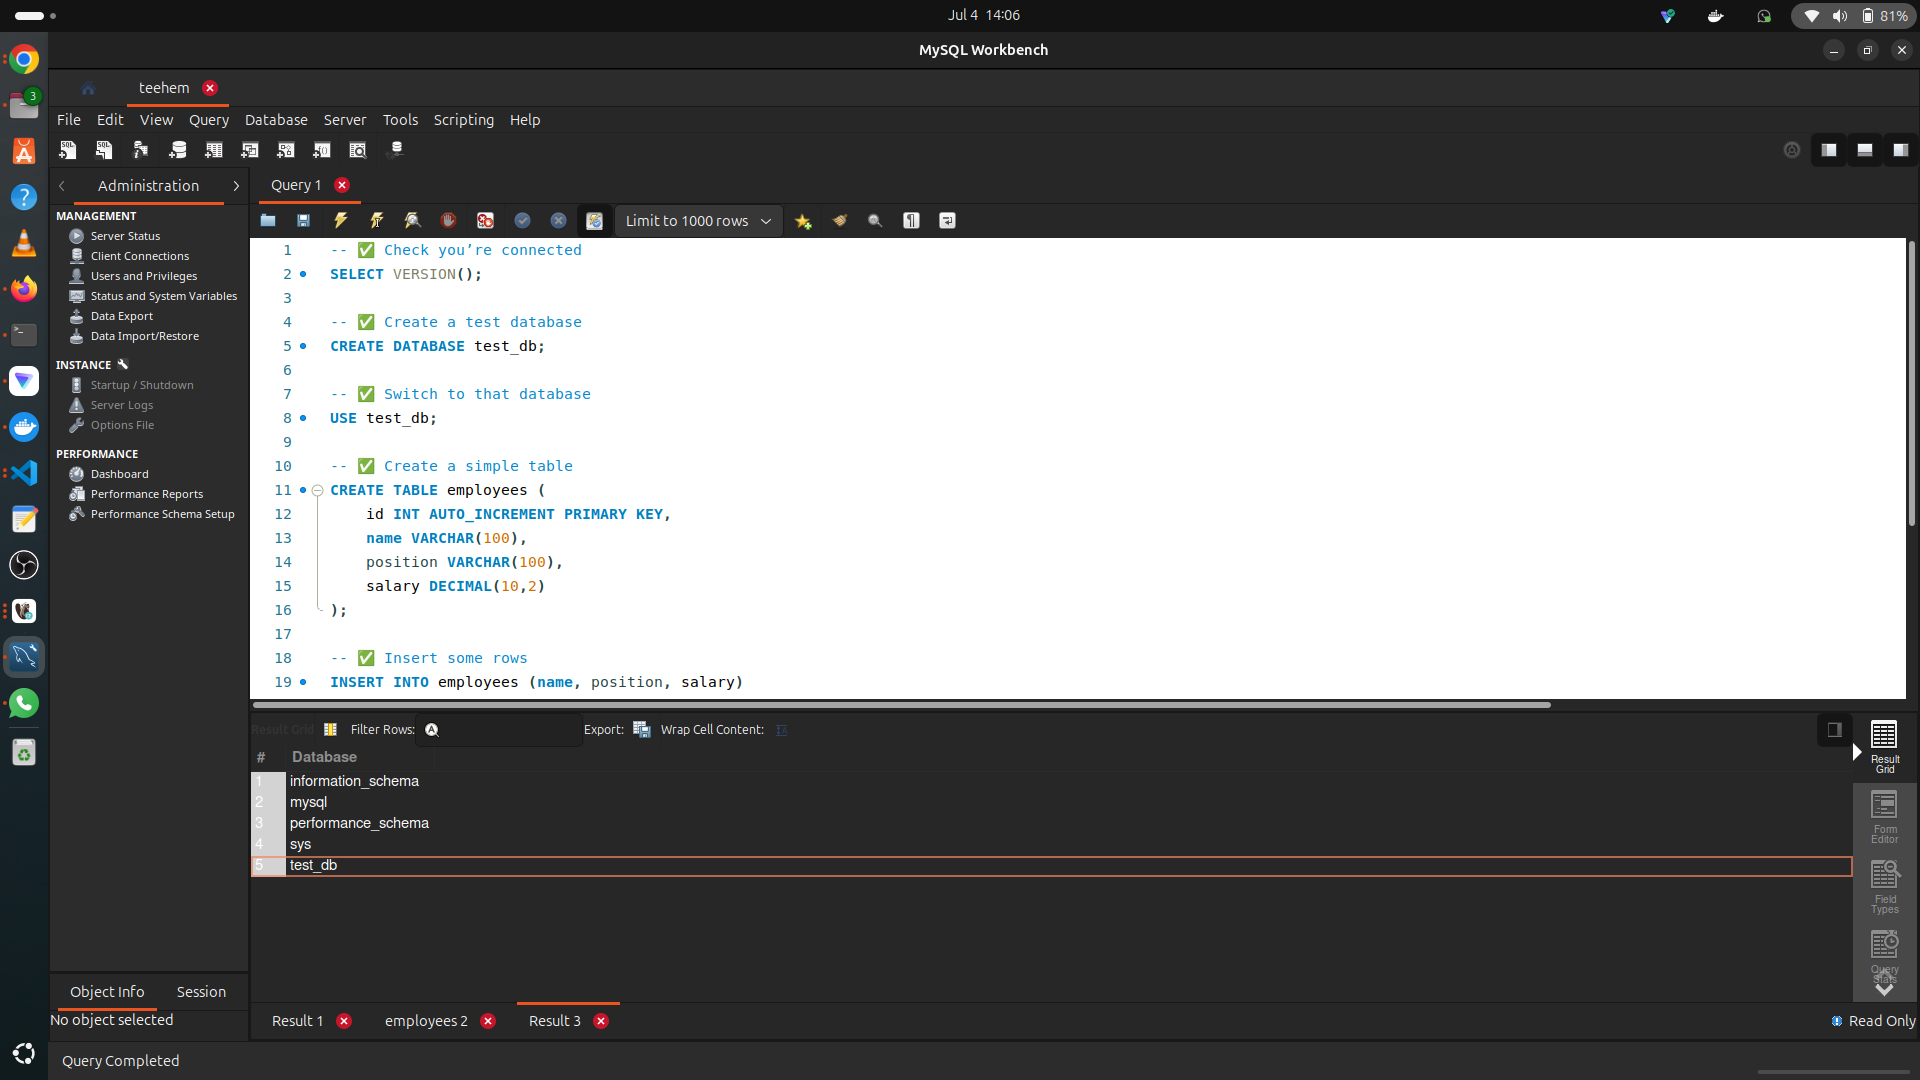 Jul 4 14:06
81%
MySQL Workbench
3
teehem
File Edit View Query Database Server Tools Scripting Help
Administration
Query 1
MANAGEMENT
Server Status
Client Connections
Users and Privileges
Status and System Variables
Data Export
Data Import/Restore
INSTANCE
Startup / Shutdown
Server Logs
Options File
PERFORMANCE
Dashboard
Performance Reports
Performance Schema Setup
Limit to 1000 rows
1 -- ✅ Check you’re connected
2 SELECT VERSION();
3
4 -- ✅ Create a test database
5 CREATE DATABASE test_db;
6
7 -- ✅ Switch to that database
8 USE test_db;
9
10 -- ✅ Create a simple table
11 CREATE TABLE employees (
12 id INT AUTO_INCREMENT PRIMARY KEY,
13 name VARCHAR(100),
14 position VARCHAR(100),
15 salary DECIMAL(10,2)
16 );
17
18 -- ✅ Insert some rows
19 INSERT INTO employees (name, position, salary)
Result Grid Filter Rows: Export: Wrap Cell Content:
# Database
1 information_schema
2 mysql
3 performance_schema
4 sys
5 test_db
Result
Grid
Form
Editor
Field
Types
Query
Stats
Object Info Session
No object selected
Result 1 employees 2 Result 3
Read Only
Query Completed